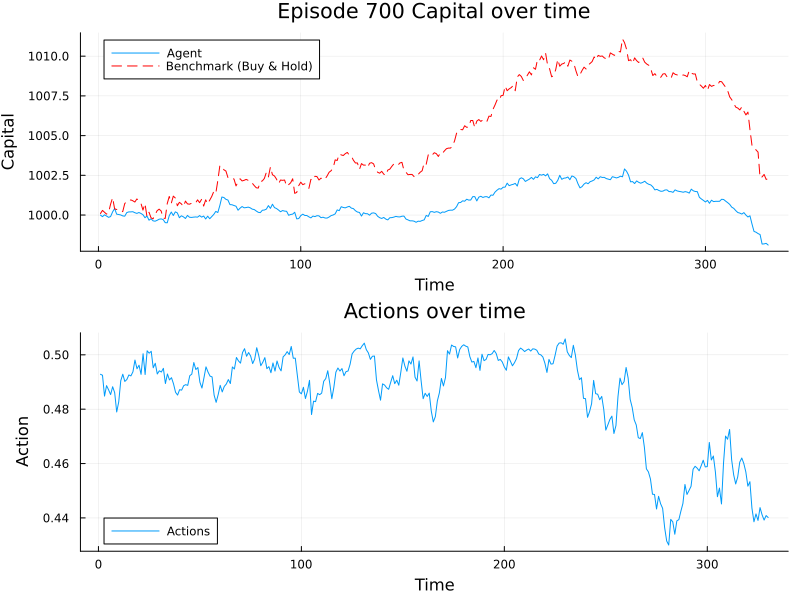 Episode 700 Capital over time
Agent
Benchmark (Buy & Hold)
1010.0
1007.5
1005.0
1002.5
1000.0
Capital
0
100
200
300
Time
Actions over time
0.50
0.48
0.46
0.44
Action
Actions
0
100
200
300
Time